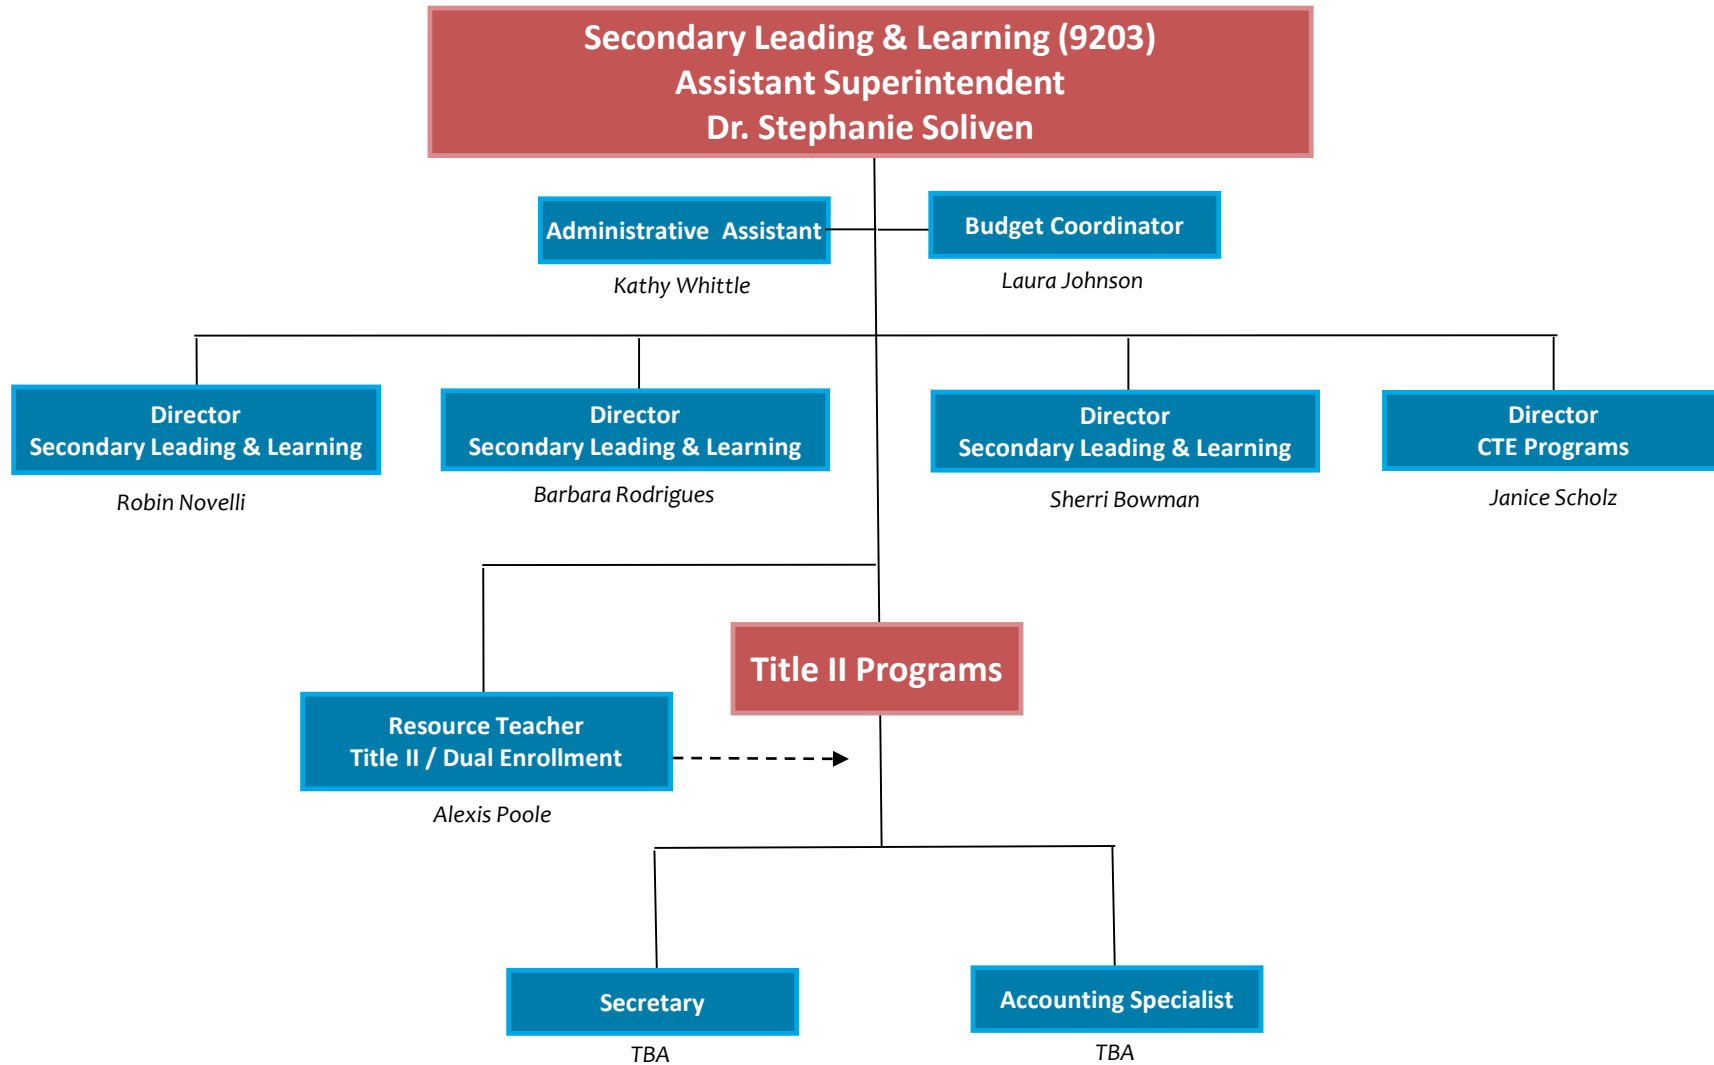 Secondary Leading & Learning (9203)
Assistant Superintendent
Dr. Stephanie Soliven
Administrative Assistant
Kathy Whittle
Budget Coordinator
Laura Johnson
Director
Secondary Leading & Learning
Robin Novelli
Director
Secondary Leading & Learning
Barbara Rodrigues
Director
Secondary Leading & Learning
Sherri Bowman
Director
CTE Programs
Janice Scholz
Title II Programs
Resource Teacher
Title II / Dual Enrollment
Alexis Poole
Secretary
TBA
Accounting Specialist
TBA